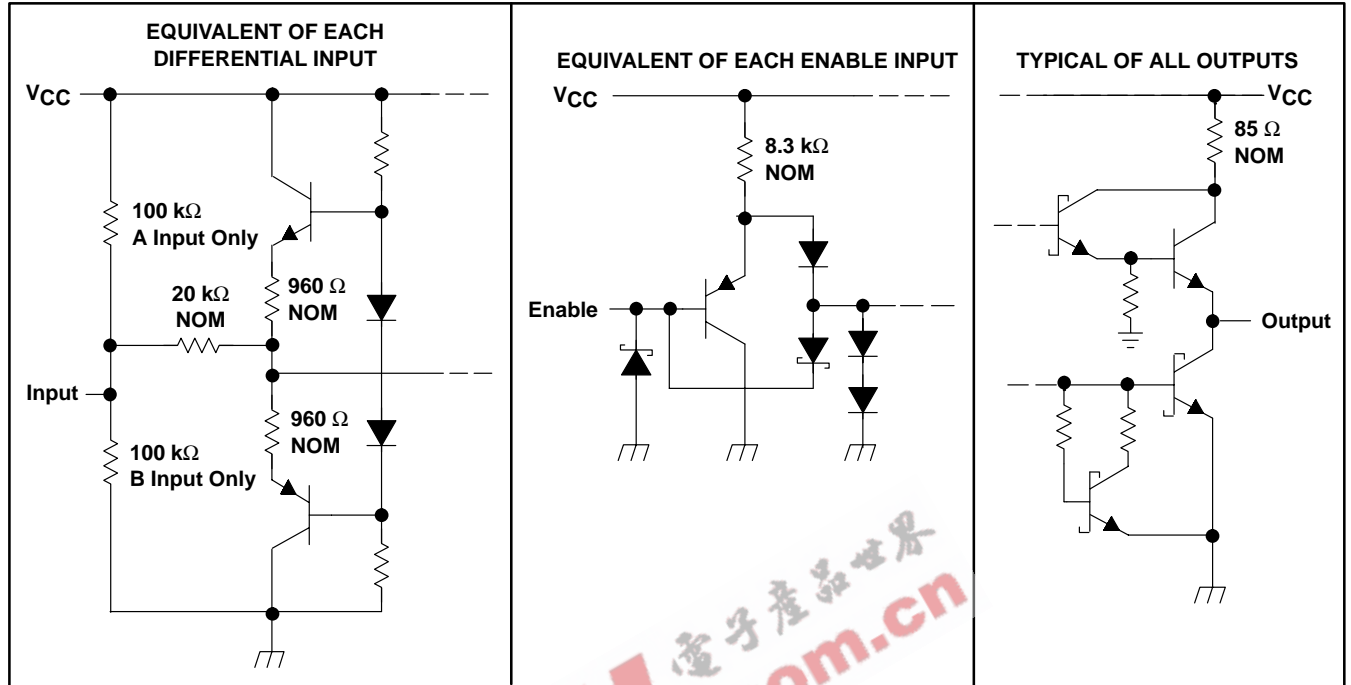 EQUIVALENT OF EACH
DIFFERENTIAL INPUT
VCC
100 kΩ
A Input Only
20 kΩ
NOM
960 Ω
NOM
Input
960 Ω
NOM
100 kΩ
B Input Only
EQUIVALENT OF EACH ENABLE INPUT
VCC
8.3 kΩ
NOM
Enable
TYPICAL OF ALL OUTPUTS
VCC
85 Ω
NOM
Output
電子產品世界
om.cn